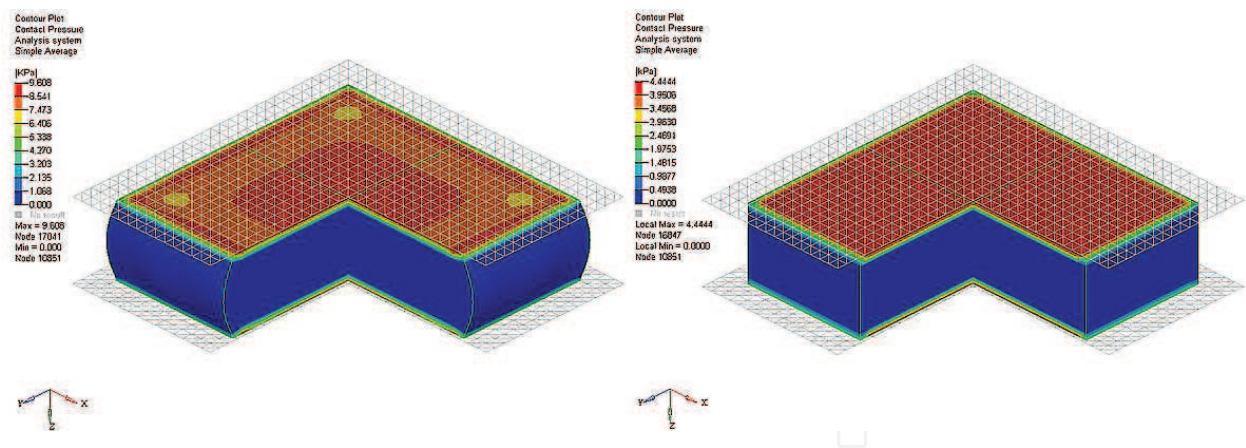 Contour Plot
Contact Pressure
Analysis system
Simple Average
[KPa]
9.608
8.541
7.473
6.406
5.338
4.270
3.203
2.135
1.068
0.000
No result
Max = 9.608
Node 17041
Min = 0.000
Node 10851
Y
X
Z
Contour Plot
Contact Pressure
Analysis system
Simple Average
[kPa]
4.4444
3.9506
3.4568
2.9630
2.4691
1.9753
1.4815
0.9877
0.4938
0.0000
No result
Local Max = 4.4444
Node 16847
Local Min = 0.0000
Node 10851
Y
X
Z